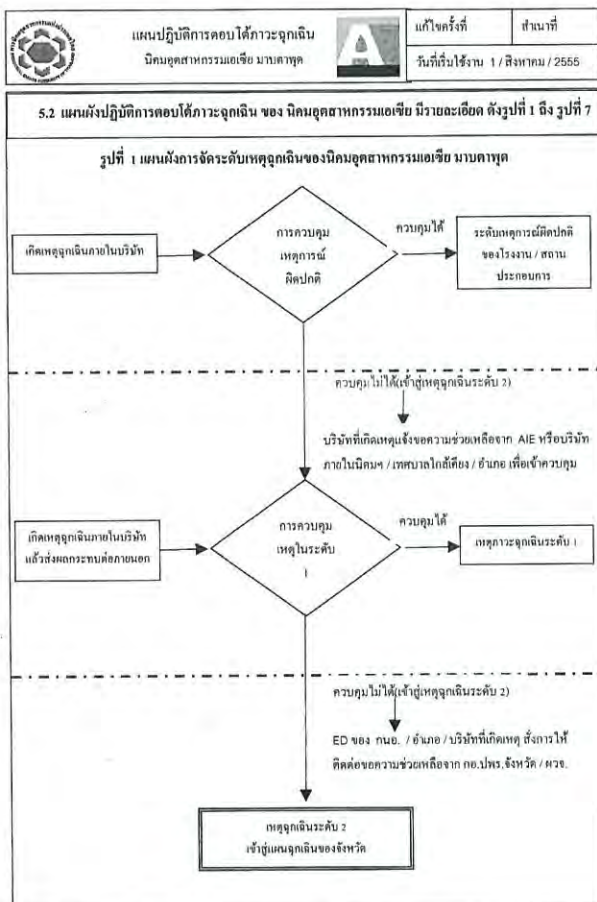 แผนปฏิบัติการตอบโต้ภาวะฉุกเฉิน
นิคมอุตสาหกรรมเอเซีย มาบตาพุด
แก้ไขครั้งที่
สำเนาที่
วันที่เริ่มใช้งาน 1 / สิงหาคม / 2555
5.2 แผนผังปฏิบัติการตอบโต้ภาวะฉุกเฉิน ของ นิคมอุตสาหกรรมเอเซีย มีรายละเอียด ดังรูปที่ 1 ถึง รูปที่ 7
รูปที่ 1 แผนผังการจัดระดับเหตุฉุกเฉินของนิคมอุตสาหกรรมเอเซีย มาบตาพุด
เกิดเหตุฉุกเฉินภายในบริษัท
การควบคุม
เหตุการณ์
ผิดปกติ
ควบคุมได้
ระดับเหตุการณ์ผิดปกติ
ของโรงงาน / สถาน
ประกอบการ
ควบคุมไม่ได้(เข้าสู่เหตุฉุกเฉินระดับ 2)
บริษัทที่เกิดเหตุแจ้งขอความช่วยเหลือจาก AIE หรือบริษัท
ภายในนิคมฯ / เทศบาลใกล้เคียง / อำเภอ เพื่อเข้าควบคุม
เกิดเหตุฉุกเฉินภายในบริษัท
แล้วส่งผลกระทบต่อภายนอก
การควบคุม
เหตุในระดับ
1
ควบคุมได้
เหตุภาวะฉุกเฉินระดับ 1
ควบคุมไม่ได้(เข้าสู่เหตุฉุกเฉินระดับ 2)
ED ของ กนอ. / อำเภอ / บริษัทที่เกิดเหตุ สั่งการให้
ติดต่อขอความช่วยเหลือจาก กอ.ปพร.จังหวัด / ผวจ.
เหตุฉุกเฉินระดับ 2
เข้าสู่แผนฉุกเฉินของจังหวัด